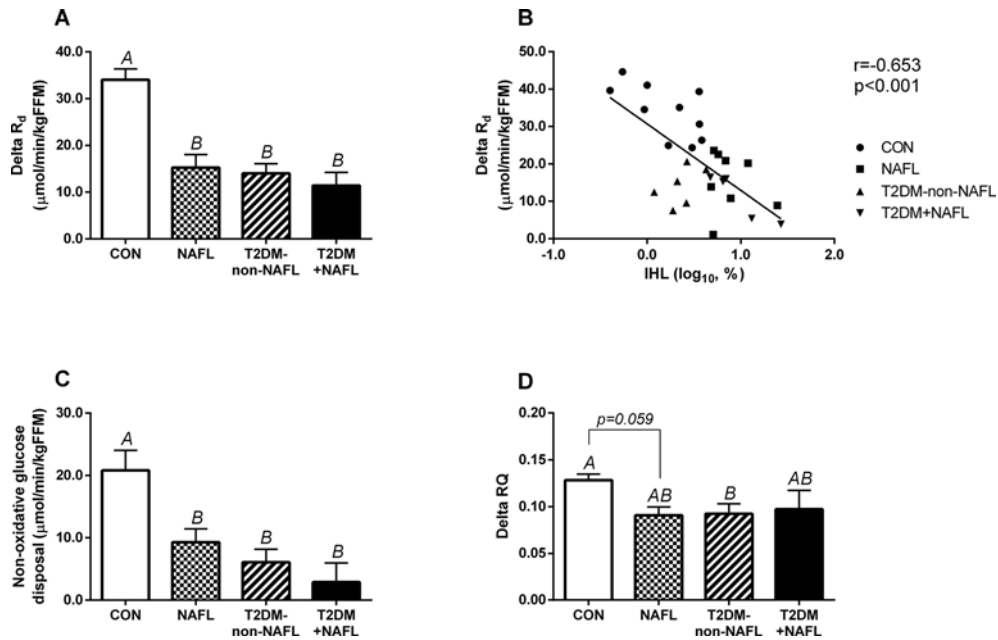 A
Delta Rd
(μmol/min/kgFFM)
40.0
30.0
20.0
10.0
0.0
A
B
B
B
CON
NAFL
T2DM-
non-NAFL
T2DM
+NAFL
B
Delta Rd
(μmol/min/kgFFM)
50.0
40.0
30.0
20.0
10.0
0.0
-1.0
0.0
1.0
2.0
IHL (log10, %)
r=-0.653
p<0.001
CON
NAFL
T2DM-non-NAFL
T2DM+NAFL
C
Non-oxidative glucose
disposal (μmol/min/kgFFM)
30.0
20.0
10.0
0.0
A
B
B
B
CON
NAFL
T2DM-
non-NAFL
T2DM
+NAFL
D
Delta RQ
0.20
0.15
0.10
0.05
0.00
p=0.059
A
AB
B
AB
CON
NAFL
T2DM-
non-NAFL
T2DM
+NAFL